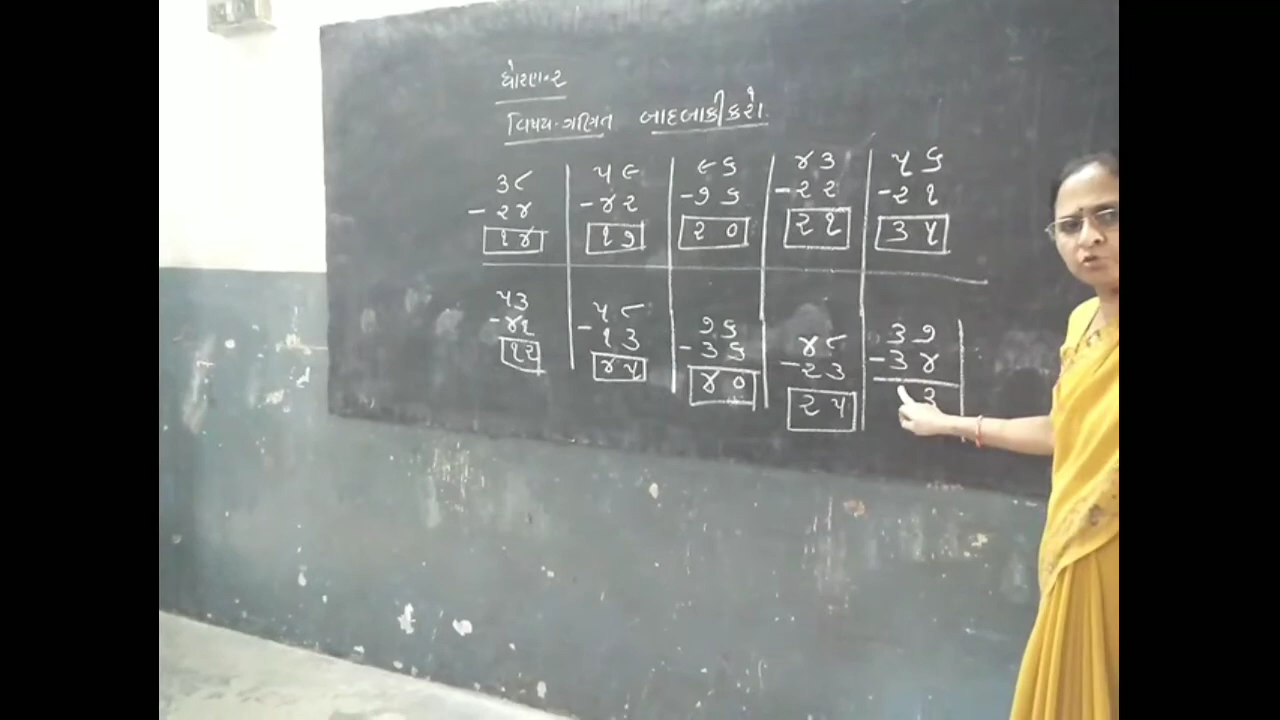 ધોરણ-૨
વિષય-ગણિત બાદબાકી કરો.
૩૮ ૫૯ ૯૬ ૪૩ ૫૬
-૨૪ -૪૨ -૭૬ -૨૨ -૨૧
૧૪ ૧૭ ૨૦ ૨૧ ૩૫
૫૩ ૫૮ ૭૬ ૪૮ ૩૭
-૪૧ -૧૩ -૩૬ -૨૩ -૩૪
૧૨ ૪૫ ૪૦ ૨૫ ૩